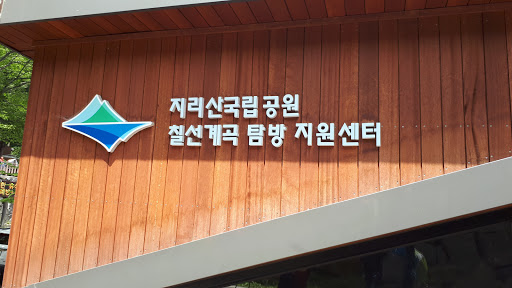 지리산국립공원
칠선계곡 탐방 지원센터